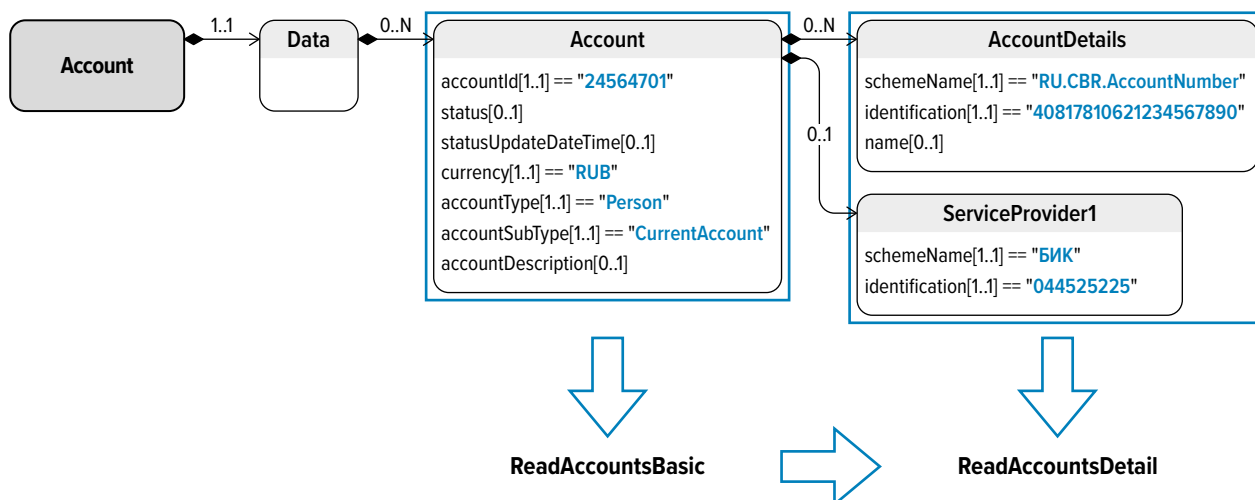 Account
1..1
Data
0..N
Account
accountId[1..1] == "24564701"
status[0..1]
statusUpdateDateTime[0..1]
currency[1..1] == "RUB"
accountType[1..1] == "Person"
accountSubType[1..1] == "CurrentAccount"
accountDescription[0..1]
0..N
0..1
AccountDetails
schemeName[1..1] == "RU.CBR.AccountNumber"
identification[1..1] == "40817810621234567890"
name[0..1]
ServiceProvider1
schemeName[1..1] == "БИК"
identification[1..1] == "044525225"
ReadAccountsBasic
ReadAccountsDetail